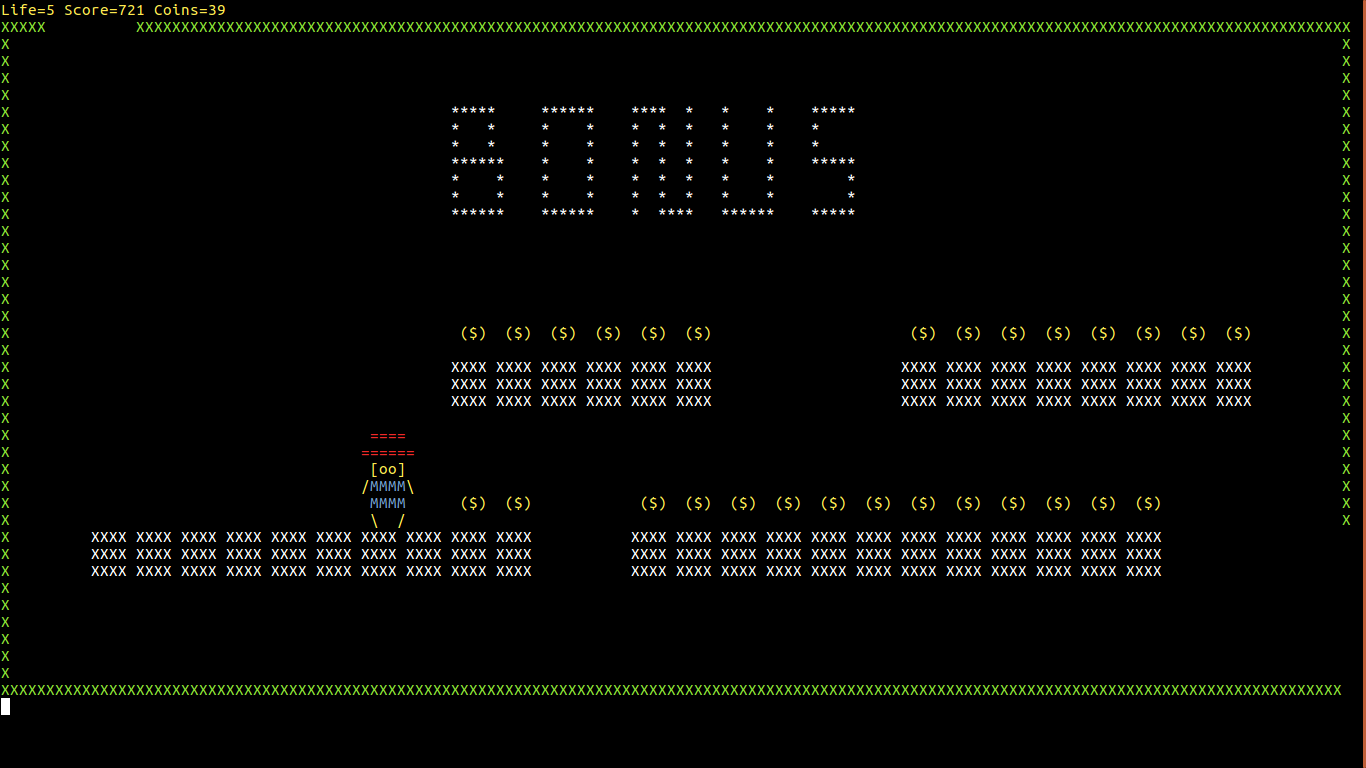 Life=5 Score=721 Coins=39
BONUS
($) ($) ($) ($) ($) ($) ($) ($) ($) ($) ($) ($) ($) ($)
XXXX XXXX XXXX XXXX XXXX XXXX XXXX XXXX XXXX XXXX XXXX XXXX XXXX XXXX
XXXX XXXX XXXX XXXX XXXX XXXX XXXX XXXX XXXX XXXX XXXX XXXX XXXX XXXX
XXXX XXXX XXXX XXXX XXXX XXXX XXXX XXXX XXXX XXXX XXXX XXXX XXXX XXXX
====
======
[oo]
/MMMM\
MMMM ($) ($) ($) ($) ($) ($) ($) ($) ($) ($) ($) ($) ($) ($)
\ /
XXXX XXXX XXXX XXXX XXXX XXXX XXXX XXXX XXXX XXXX XXXX XXXX XXXX XXXX XXXX XXXX XXXX XXXX XXXX XXXX XXXX XXXX
XXXX XXXX XXXX XXXX XXXX XXXX XXXX XXXX XXXX XXXX XXXX XXXX XXXX XXXX XXXX XXXX XXXX XXXX XXXX XXXX XXXX XXXX
XXXX XXXX XXXX XXXX XXXX XXXX XXXX XXXX XXXX XXXX XXXX XXXX XXXX XXXX XXXX XXXX XXXX XXXX XXXX XXXX XXXX XXXX